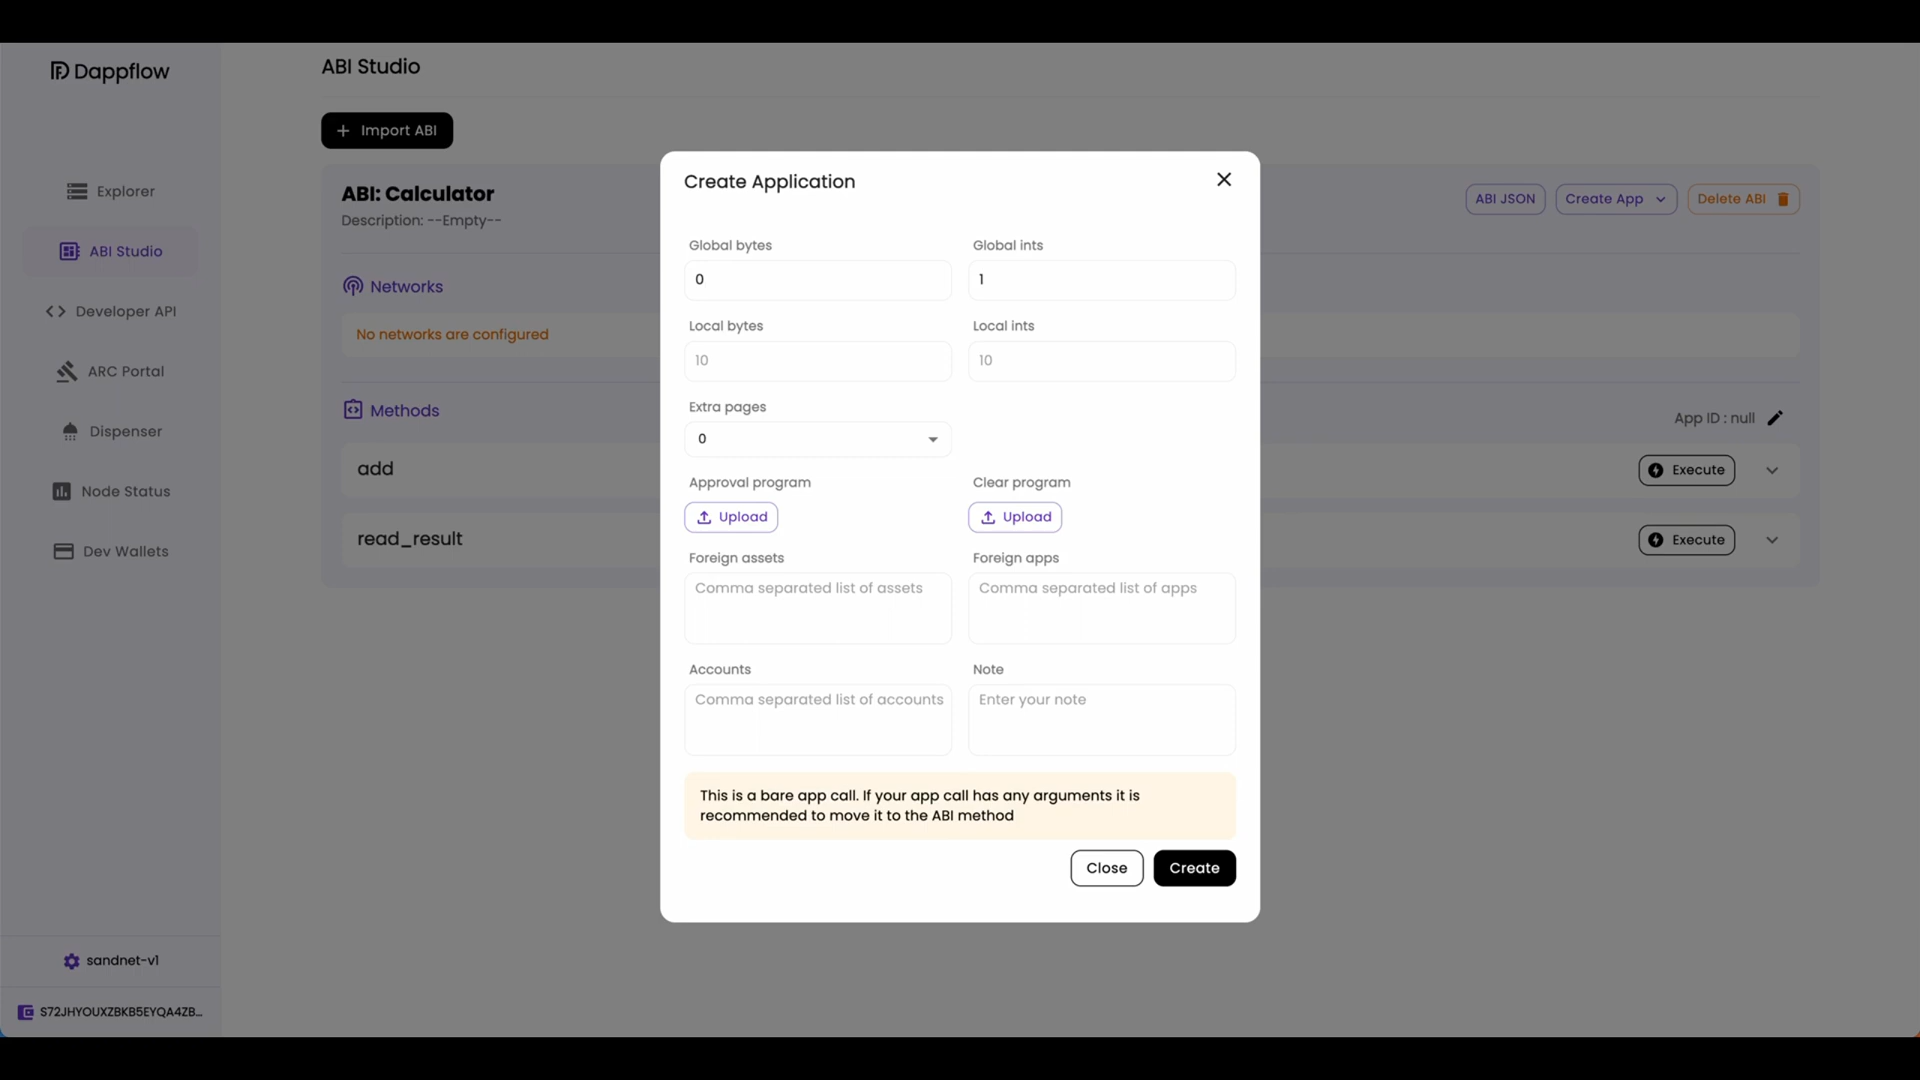 Dappflow
Explorer
ABI Studio
Developer API
ARC Portal
Dispenser
Node Status
Dev Wallets
sandnet-v1
S72JHYOUXZBKB5EYQA4ZB...
ABI Studio
Import ABI
ABI: Calculator
Description: --Empty--
ABI JSON
Create App
Delete ABI
Networks
No networks are configured
Methods
App ID : null
add
Execute
read_result
Execute
Create Application
Global bytes
Global ints
0
1
Local bytes
Local ints
10
10
Extra pages
0
Approval program
Clear program
Upload
Upload
Foreign assets
Foreign apps
Comma separated list of assets
Comma separated list of apps
Accounts
Note
Comma separated list of accounts
Enter your note
This is a bare app call. If your app call has any arguments it is
recommended to move it to the ABI method
Close
Create